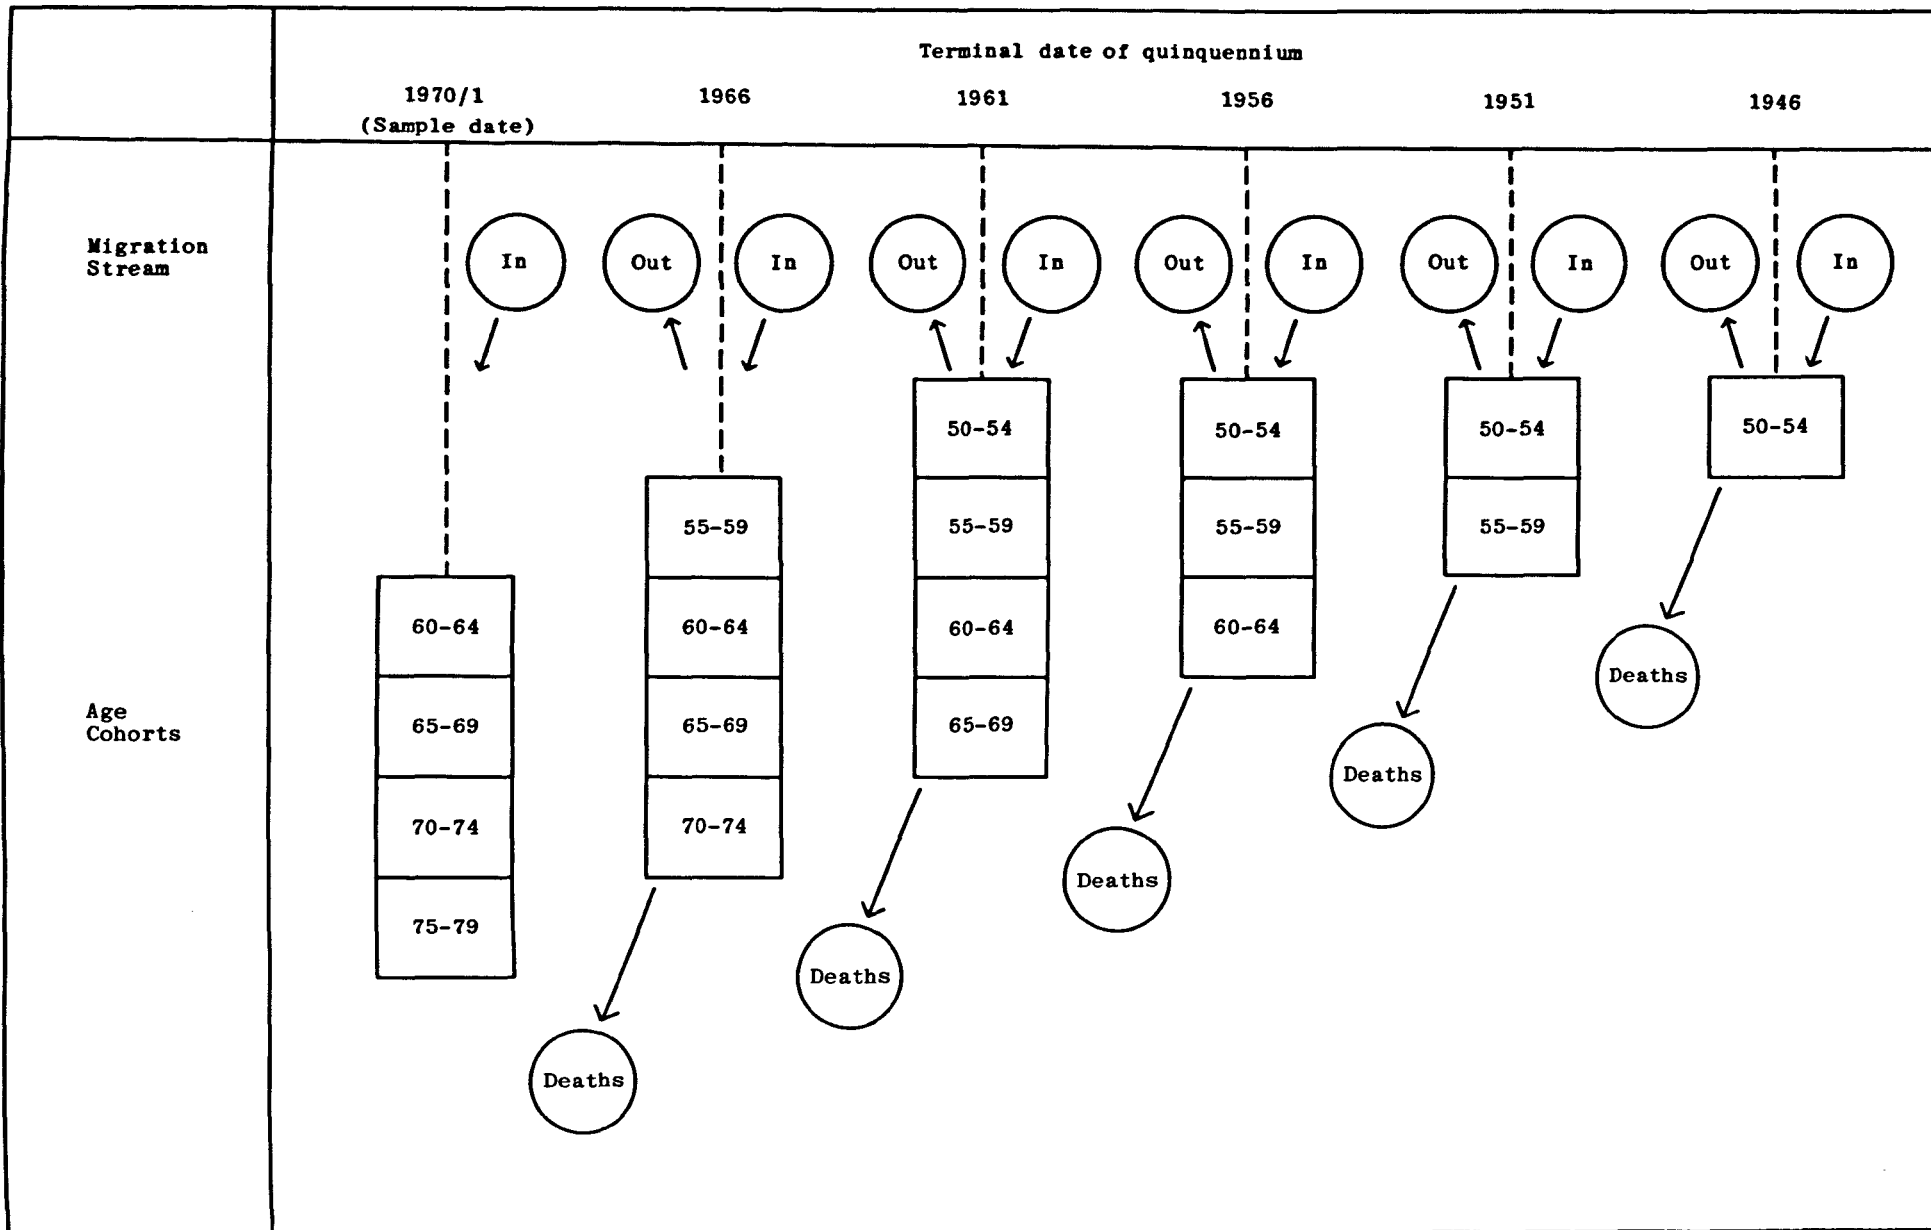 Terminal date of quinquennium
1970/1 1966 1961 1956 1951 1946
(Sample date)
Migration
Stream
In Out In Out In Out In Out In Out In
50-54 50-54 50-54 50-54
55-59 55-59 55-59 55-59
60-64 60-64 60-64 60-64
Deaths
Age
Cohorts
65-69 65-69 65-69
Deaths
70-74 70-74
Deaths
75-79
Deaths
Deaths